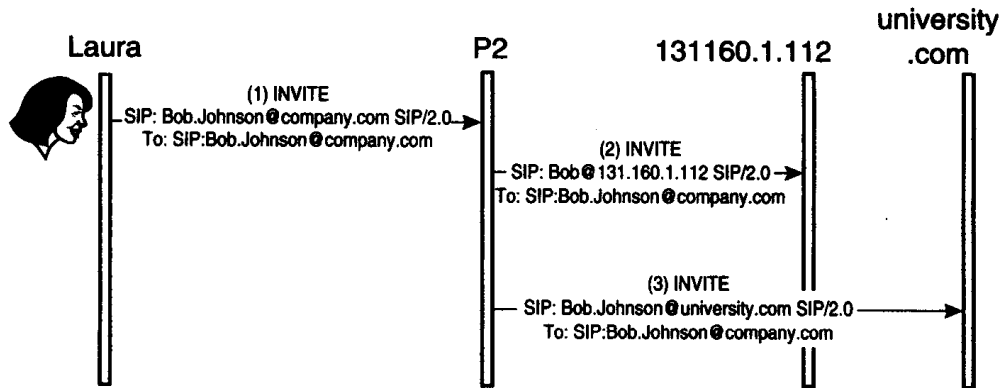 Laura
P2
131160.1.112
university
.com
(1) INVITE
SIP: Bob.Johnson@company.com SIP/2.0
To: SIP:Bob.Johnson@company.com
(2) INVITE
SIP: Bob@131.160.1.112 SIP/2.0
To: SIP:Bob.Johnson@company.com
(3) INVITE
SIP: Bob.Johnson@university.com SIP/2.0
To: SIP:Bob.Johnson@company.com